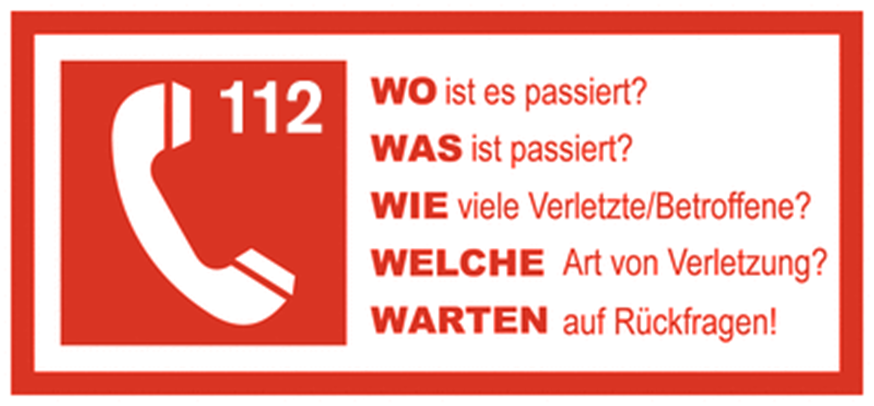 112
WO ist es passiert?
WAS ist passiert?
WIE viele Verletzte/Betroffene?
WELCHE Art von Verletzung?
WARTEN auf Rückfragen!